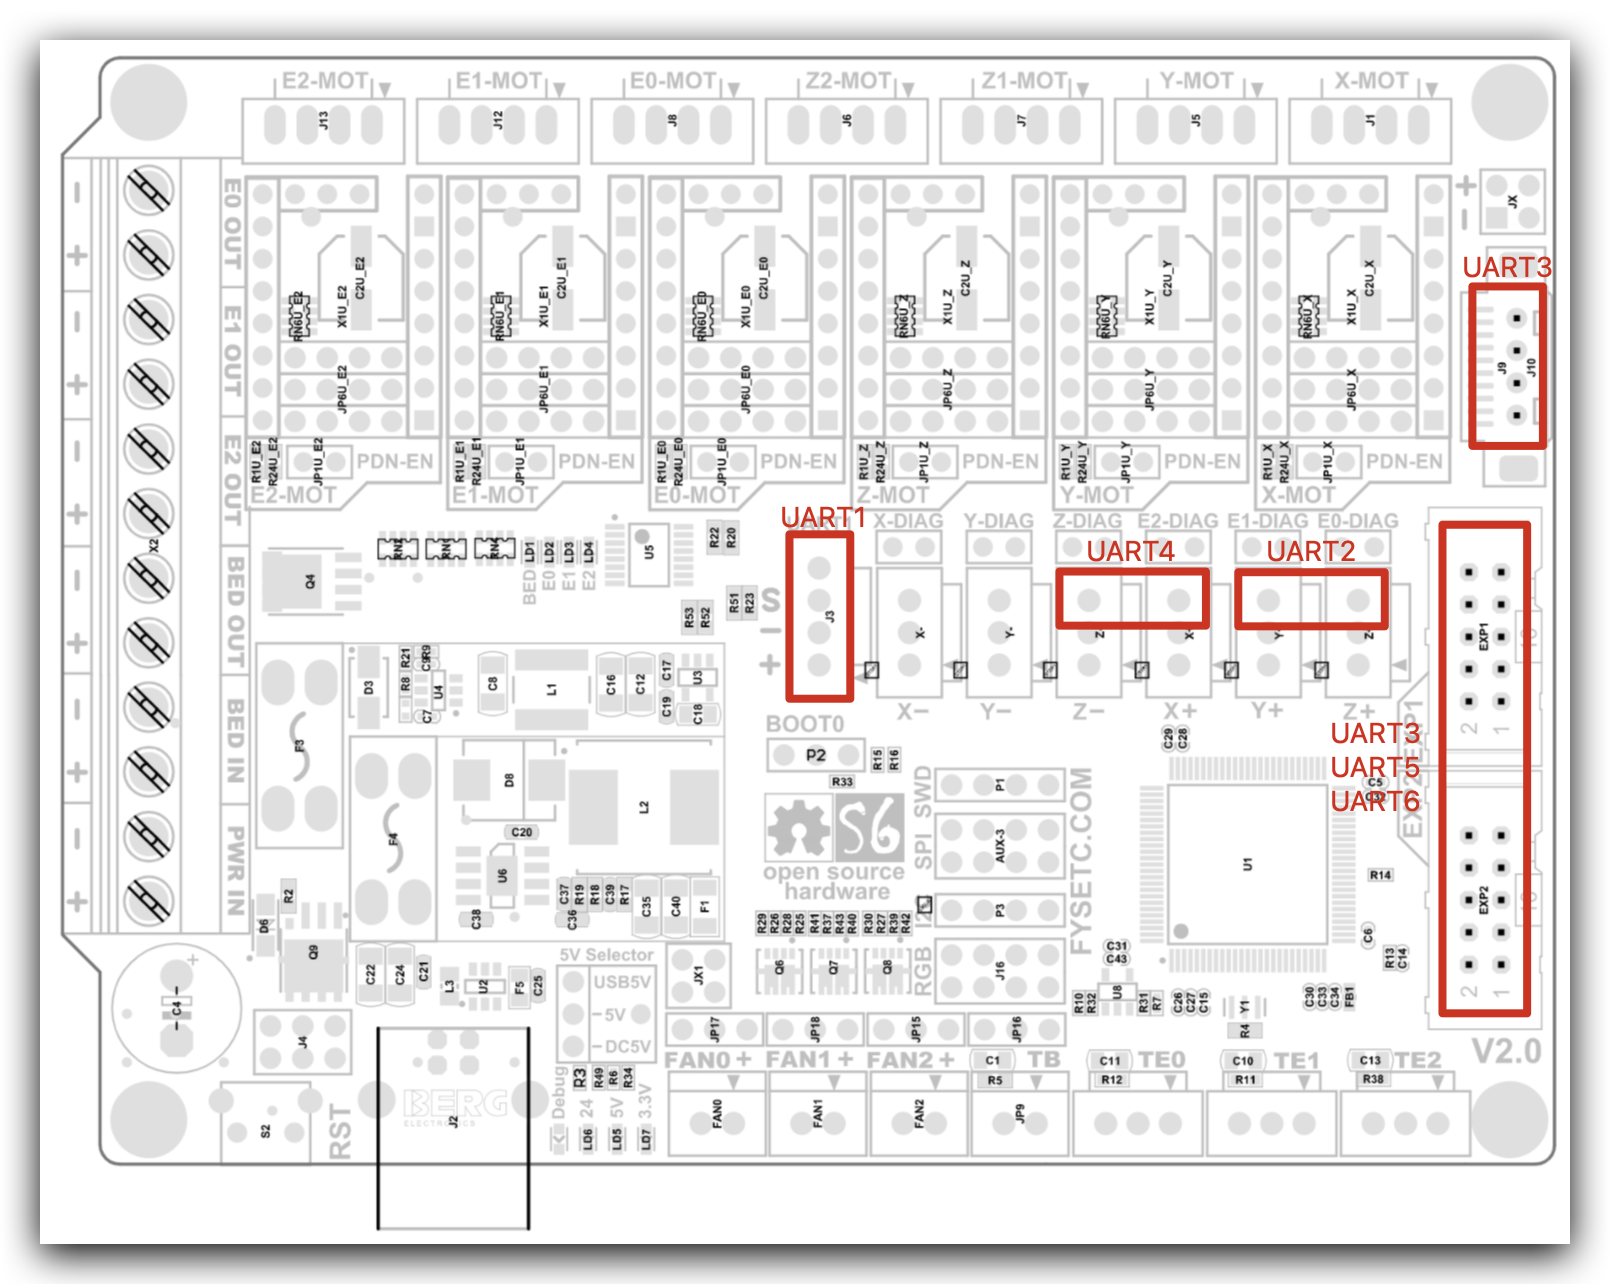 E2-MOT E1-MOT E0-MOT Z2-MOT Z1-MOT Y-MOT X-MOT
J13 J12 J8 J6 J7 J5 J1
+ - JX
UART3
J9 J10
E0 OUT
E1 OUT
E2 OUT
BED OUT
BED IN
PWR IN
X2
C2U_E2 C2U_E1 C2U_E0 C2U_Z C2U_Y C2U_X
RN6U_E2 X1U_E2 RN6U_E1 X1U_E1 RN6U_E0 X1U_E0 RN6U_Z X1U_Z RN6U_Y X1U_Y RN6U_X X1U_X
JP6U_E2 JP6U_E1 JP6U_E0 JP6U_Z JP6U_Y JP6U_X
R1U_E2 R24U_E2 JP1U_E2 PDN-EN R1U_E1 R24U_E1 JP1U_E1 PDN-EN R1U_E0 R24U_E0 JP1U_E0 PDN-EN R1U_Z R24U_Z JP1U_Z PDN-EN R1U_Y R24U_Y JP1U_Y PDN-EN R1U_X R24U_X JP1U_X PDN-EN
E2-MOT E1-MOT E0-MOT Z-MOT Y-MOT X-MOT
UART1 X-DIAG Y-DIAG Z-DIAG E2-DIAG E1-DIAG E0-DIAG
UART4 UART2
Q4 RN2 RN4 LD1 LD2 LD3 LD4 U5 R22 R20
BED E0 E1 E2
R53 R52 R51 R23
S - + J3
X- Y- Z- X- Y- Z-
X- Y- Z- X+ Y+ Z+
EXP1
2 1
D3 R21 R9 R8 U4 C7 C8 L1 C16 C12 C17 U3 C19 C18
BOOT0
P2 R15 R16
R33
C29 C28
UART3
UART5
UART6
EXP1
EXP2
C5
F3 F4 D8 L2 C20 U6
SWD P1
SPI AUX-3
S6
open source
hardware
FYSETC.COM
U1
R14
EXP2
2 1
C37 R19 R18 C39 R17 C35 C40 F1
C38 C36
R29 R26 R28 R25 R41 R37 R43 R40 R30 R27 R39 R42
P3
R2 D6 Q9
Q6 Q7 Q8
RGB J16
C31
C43
C6
R13 C14
+
C4 C22 C24 C21 L3 U2 F5 C25
5V Selector
USB5V
-5V
-DC5V
JX1
R10 R32 U8 R31 R7 C26 C27 C15 Y1 R4 C30 C33 C34 FB1
V2.0
J4 JP17 JP18 JP15 JP16
FAN0 + FAN1 + FAN2 + C1 TB C11 TE0 C10 TE1 C13 TE2
R5 R12 R11 R38
R3 R49 R6 R34
Debug 24 5V 3.3V
LD6 LD5 LD7
FAN0 FAN1 FAN2 JP9
S2 RST
BERG
ELECTRONICS
J2